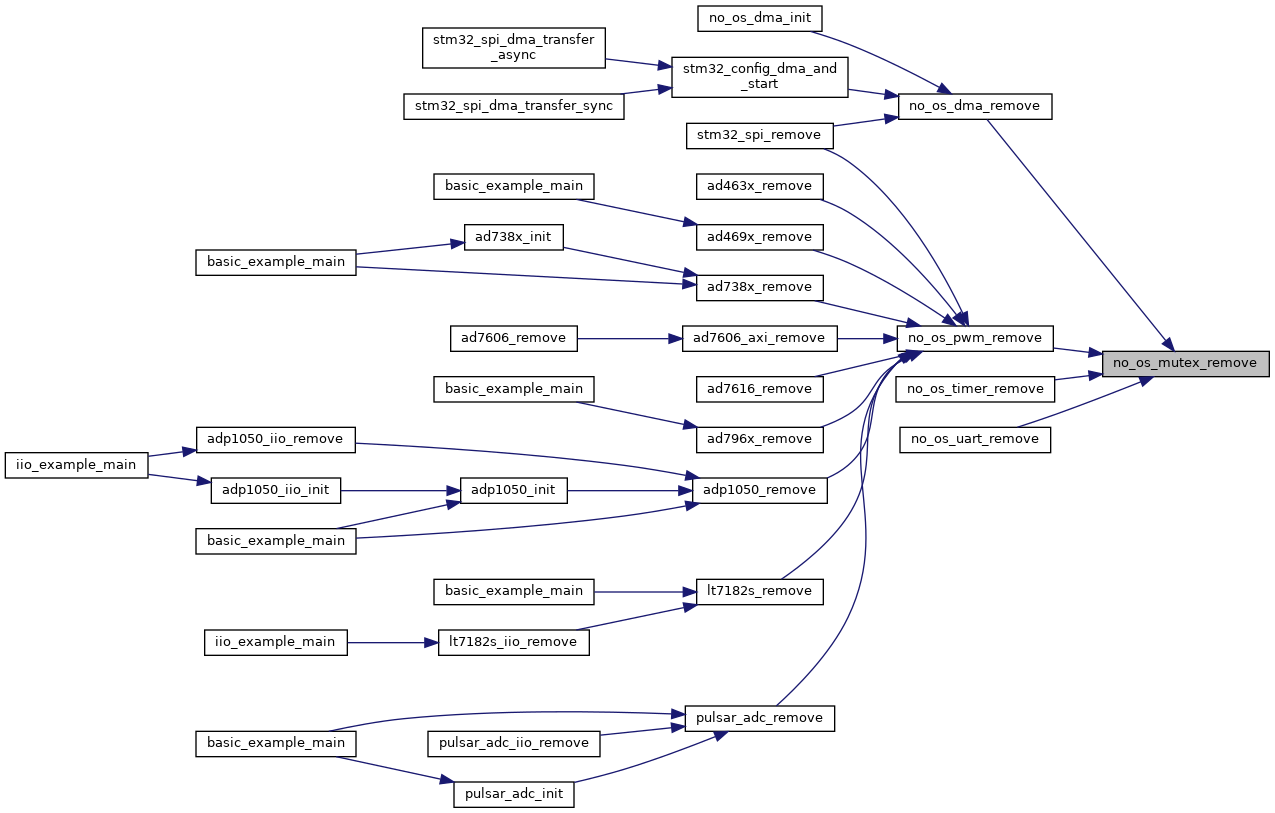 no_os_dma_init
stm32_spi_dma_transfer
_async
stm32_config_dma_and
_start
stm32_spi_dma_transfer_sync
no_os_dma_remove
stm32_spi_remove
basic_example_main
ad463x_remove
ad469x_remove
ad738x_init
basic_example_main
ad738x_remove
ad7606_remove
ad7606_axi_remove
no_os_pwm_remove
no_os_mutex_remove
basic_example_main
ad7616_remove
no_os_timer_remove
ad796x_remove
no_os_uart_remove
adp1050_iio_remove
iio_example_main
adp1050_iio_init
adp1050_init
adp1050_remove
basic_example_main
basic_example_main
lt7182s_remove
iio_example_main
lt7182s_iio_remove
pulsar_adc_remove
basic_example_main
pulsar_adc_iio_remove
pulsar_adc_init